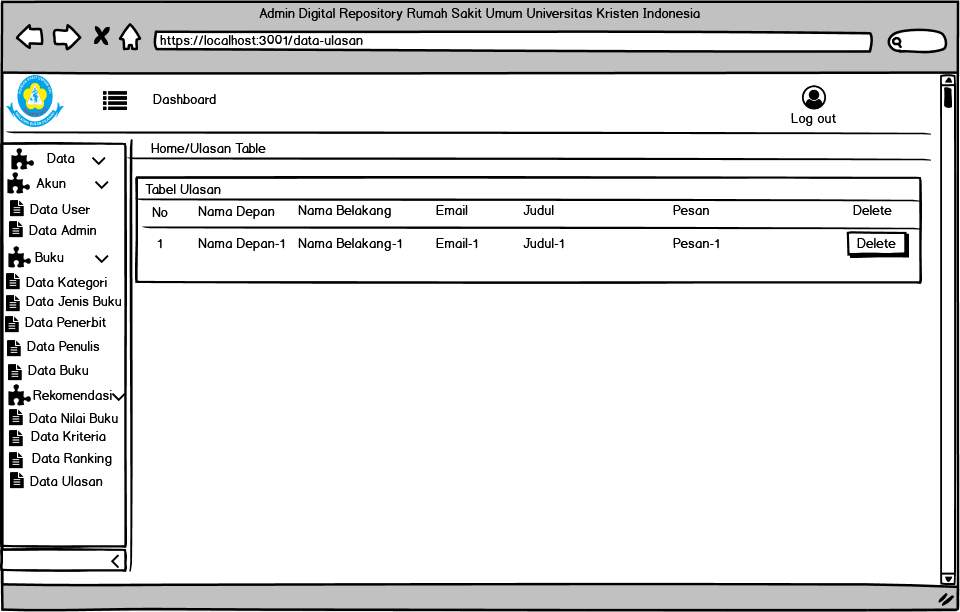 Admin Digital Repository Rumah Sakit Umum Universitas Kristen Indonesia
https://localhost:3001/data-ulasan
Dashboard
Log out
Data
Akun
Data User
Data Admin
Buku
Data Kategori
Data Jenis Buku
Data Penerbit
Data Penulis
Data Buku
Rekomendasi
Data Nilai Buku
Data Kriteria
Data Ranking
Data Ulasan
Home/Ulasan Table
Tabel Ulasan
No Nama Depan Nama Belakang Email Judul Pesan Delete
1 Nama Depan-1 Nama Belakang-1 Email-1 Judul-1 Pesan-1 Delete